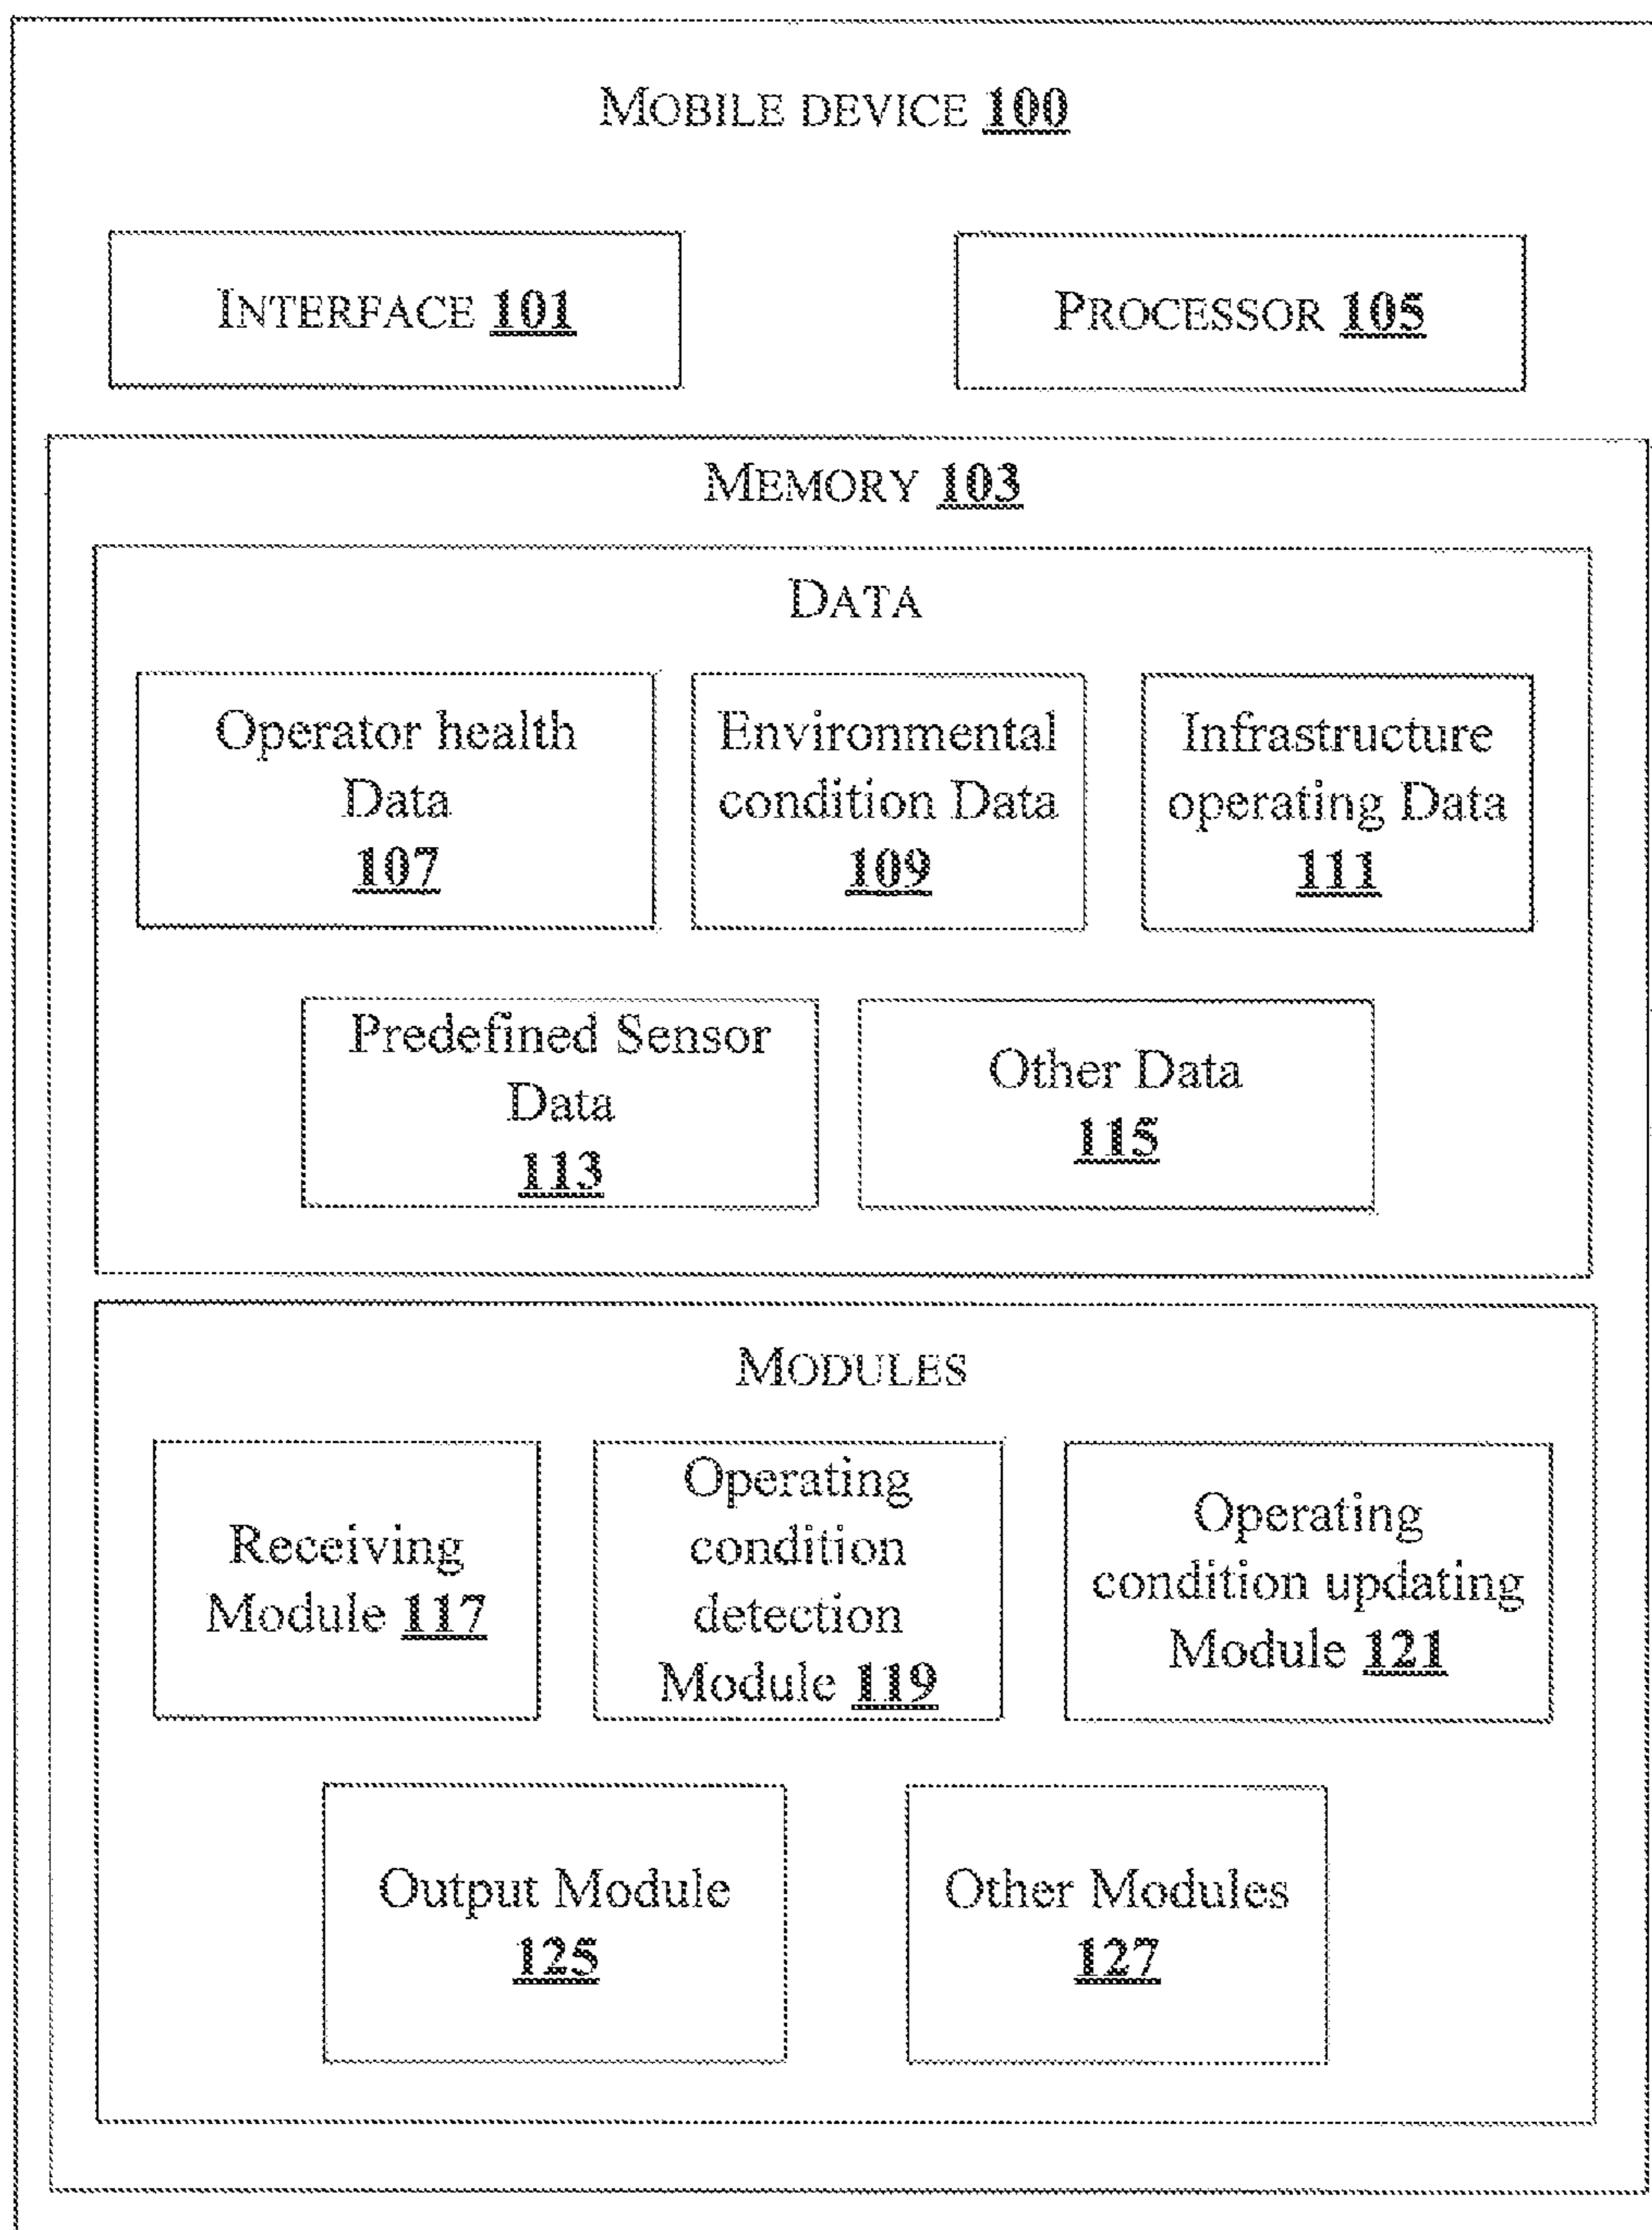 MOBILE DEVICE 100
INTERFACE 101
PROCESSOR 105
MEMORY 103
DATA
Operator health
Data
107
Environmental
condition Data
109
Infrastructure
operating Data
111
Predefined Sensor
Data
113
Other Data
115
MODULES
Receiving
Module 117
Operating
condition
detection
Module 119
Operating
condition updating
Module 121
Output Module
125
Other Modules
127